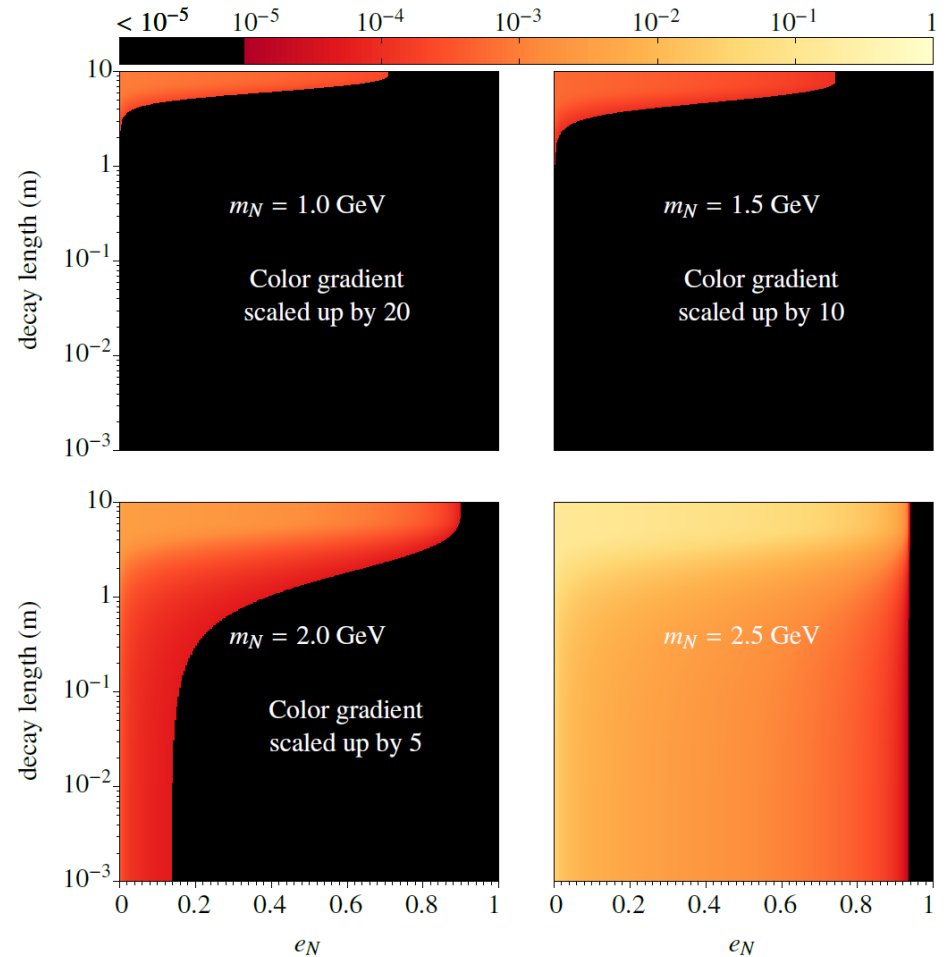 < 10⁻⁵ 10⁻⁵ 10⁻⁴ 10⁻³ 10⁻² 10⁻¹ 1
10
1
10⁻¹
10⁻²
10⁻³
decay length (m)
m_N = 1.0 GeV
Color gradient
scaled up by 20
m_N = 1.5 GeV
Color gradient
scaled up by 10
10
1
10⁻¹
10⁻²
10⁻³
decay length (m)
m_N = 2.0 GeV
Color gradient
scaled up by 5
m_N = 2.5 GeV
0 0.2 0.4 0.6 0.8 1
e_N
0 0.2 0.4 0.6 0.8 1
e_N